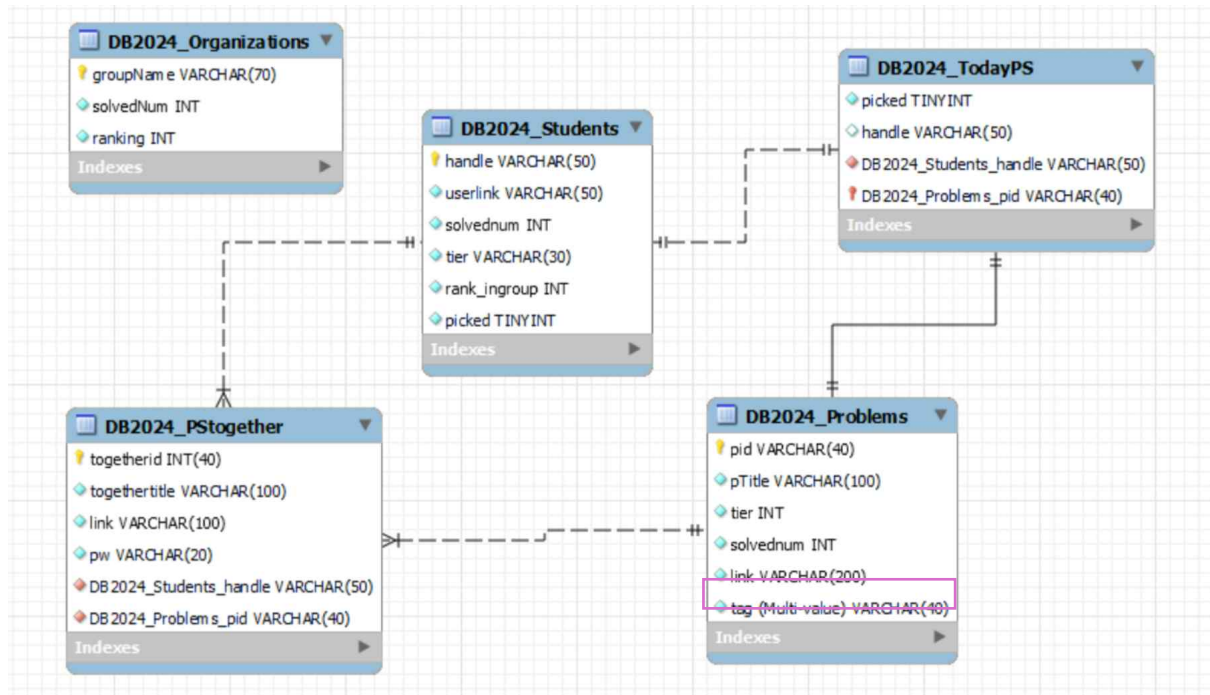 DB2024_Organizations
groupName VARCHAR(70)
solvedNum INT
ranking INT
Indexes
DB2024_Students
handle VARCHAR(50)
userlink VARCHAR(50)
solvednum INT
tier VARCHAR(30)
rank_ingroup INT
picked TINYINT
Indexes
DB2024_TodayPS
picked TINYINT
handle VARCHAR(50)
DB2024_Students_handle VARCHAR(50)
DB2024_Problems_pid VARCHAR(40)
Indexes
DB2024_PStogether
togetherid INT(40)
togethertitle VARCHAR(100)
link VARCHAR(100)
pw VARCHAR(20)
DB2024_Students_handle VARCHAR(50)
DB2024_Problems_pid VARCHAR(40)
Indexes
DB2024_Problems
pid VARCHAR(40)
pTitle VARCHAR(100)
tier INT
solvednum INT
link VARCHAR(200)
tag (Multi-value) VARCHAR(40)
Indexes